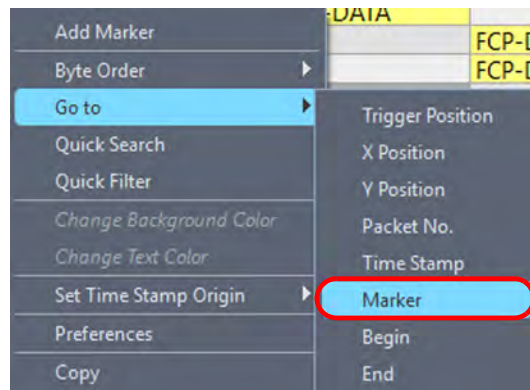 :-DATA
Add Marker
FCP-D
Byte Order
FCP-D
Go to
Trigger Position
Quick Search
X Position
Quick Filter
Y Position
Change Background Color
Packet No.
Change Text Color
Time Stamp
Set Time Stamp Origin
Marker
Preferences
Begin
Copy
End